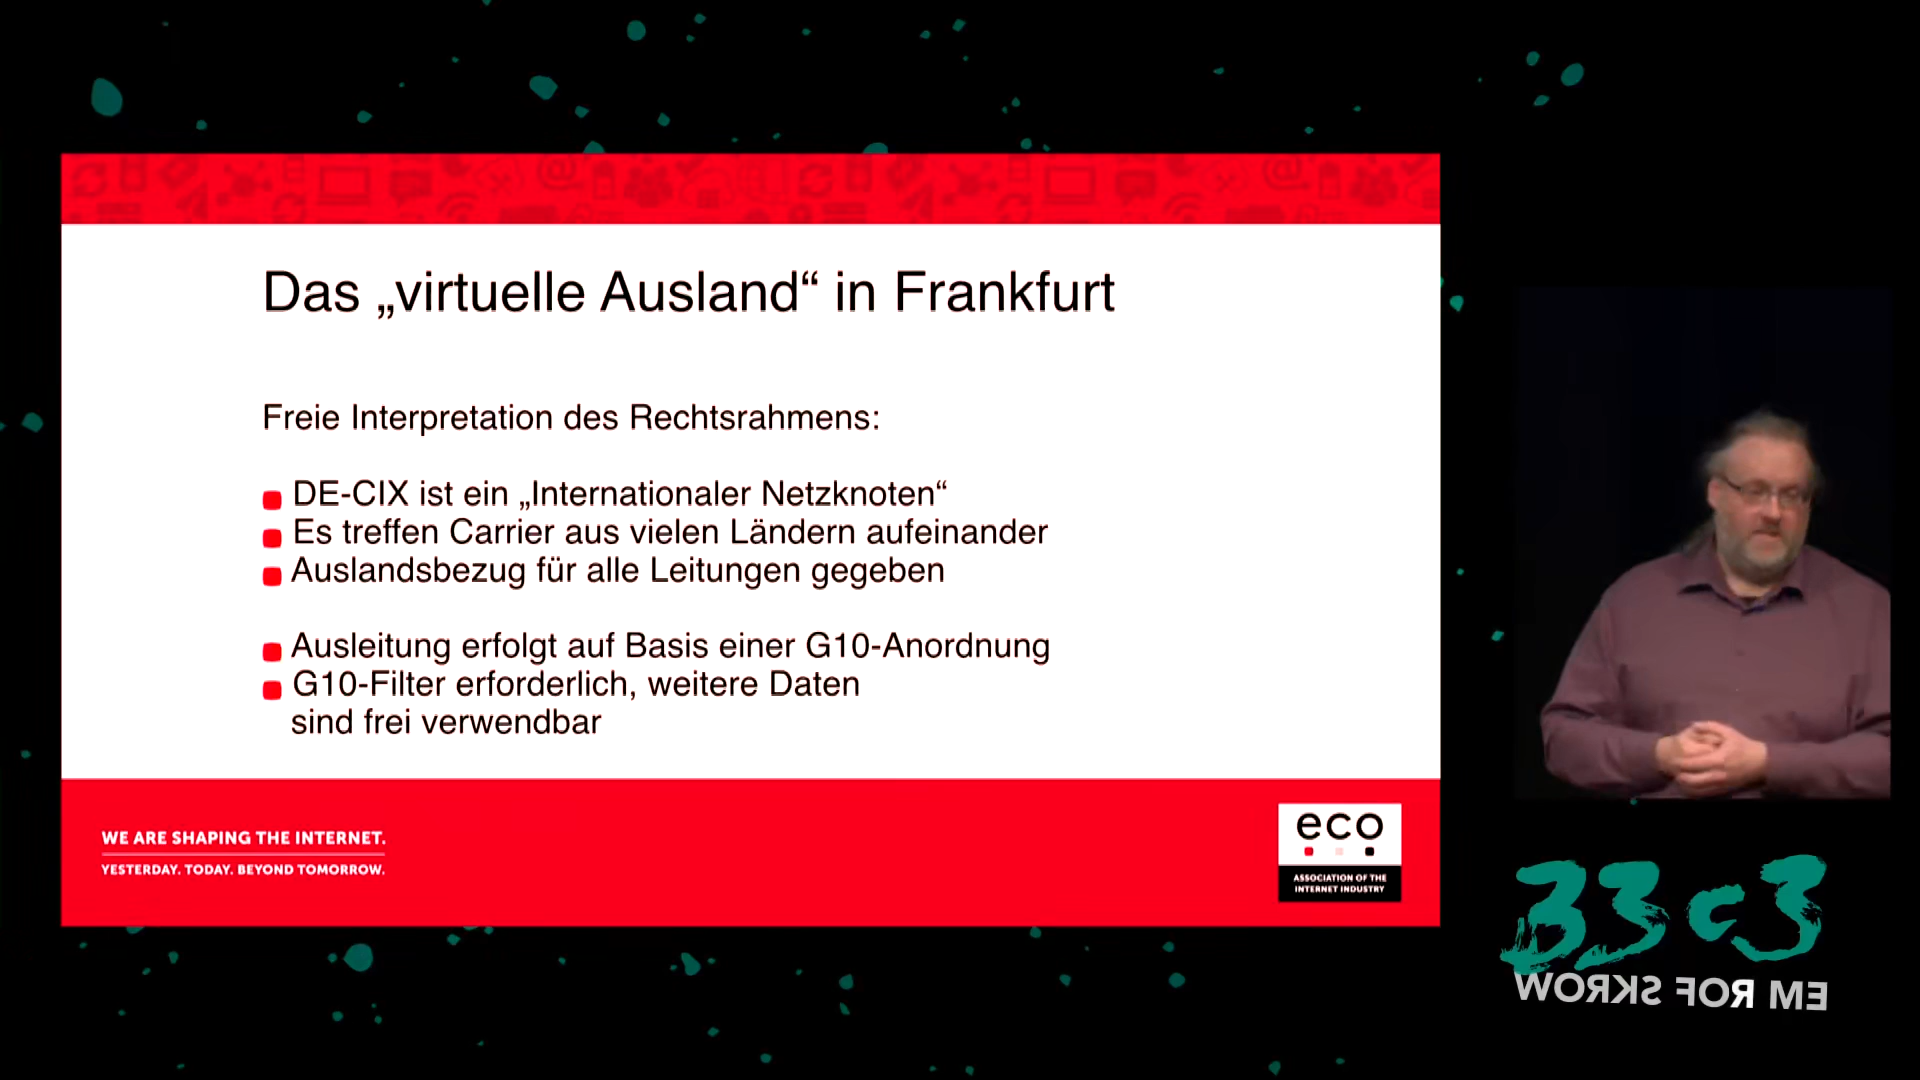 Das „virtuelle Ausland“ in Frankfurt
Freie Interpretation des Rechtsrahmens:
DE-CIX ist ein „Internationaler Netzknoten“
Es treffen Carrier aus vielen Ländern aufeinander
Auslandsbezug für alle Leitungen gegeben
Ausleitung erfolgt auf Basis einer G10-Anordnung
G10-Filter erforderlich, weitere Daten
sind frei verwendbar
WE ARE SHAPING THE INTERNET.
YESTERDAY. TODAY. BEYOND TOMORROW.
eco
ASSOCIATION OF THE
INTERNET INDUSTRY
33c3
WORKS FOR ME